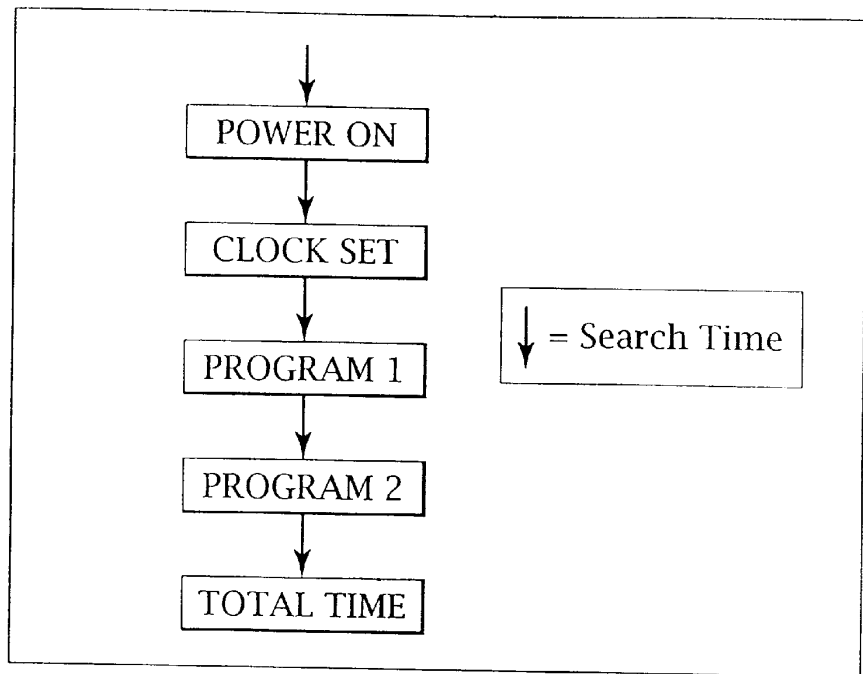 POWER ON
CLOCK SET
PROGRAM 1
PROGRAM 2
TOTAL TIME
↓ = Search Time